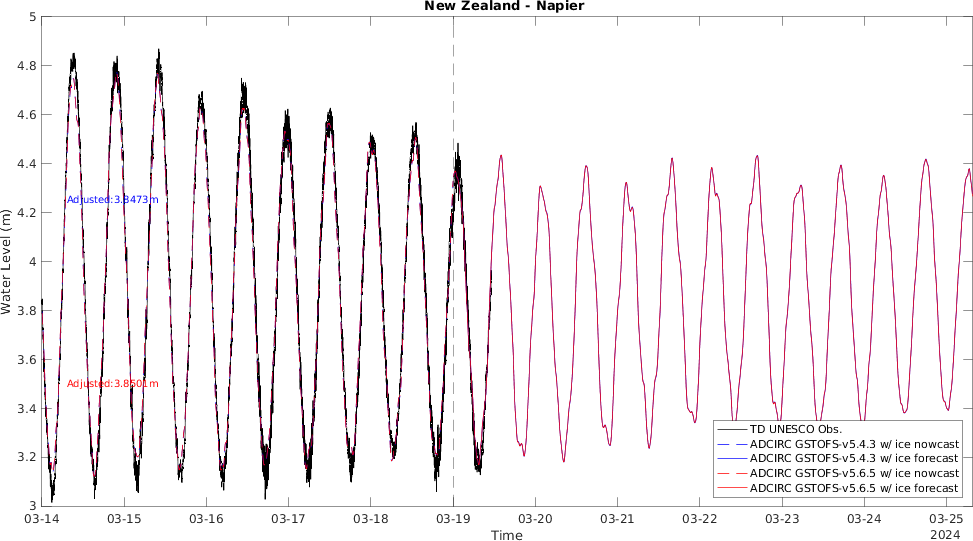 New Zealand - Napier
5
4.8
4.6
4.4
4.2
4
3.8
3.6
3.4
3.2
3
Water Level (m)
Adjusted:3.8473m
Adjusted:3.8601m
TD UNESCO Obs.
ADCIRC GSTOFS-v5.4.3 w/ ice nowcast
ADCIRC GSTOFS-v5.4.3 w/ ice forecast
ADCIRC GSTOFS-v5.6.5 w/ ice nowcast
ADCIRC GSTOFS-v5.6.5 w/ ice forecast
03-14 03-15 03-16 03-17 03-18 03-19 03-20 03-21 03-22 03-23 03-24 03-25
Time
2024